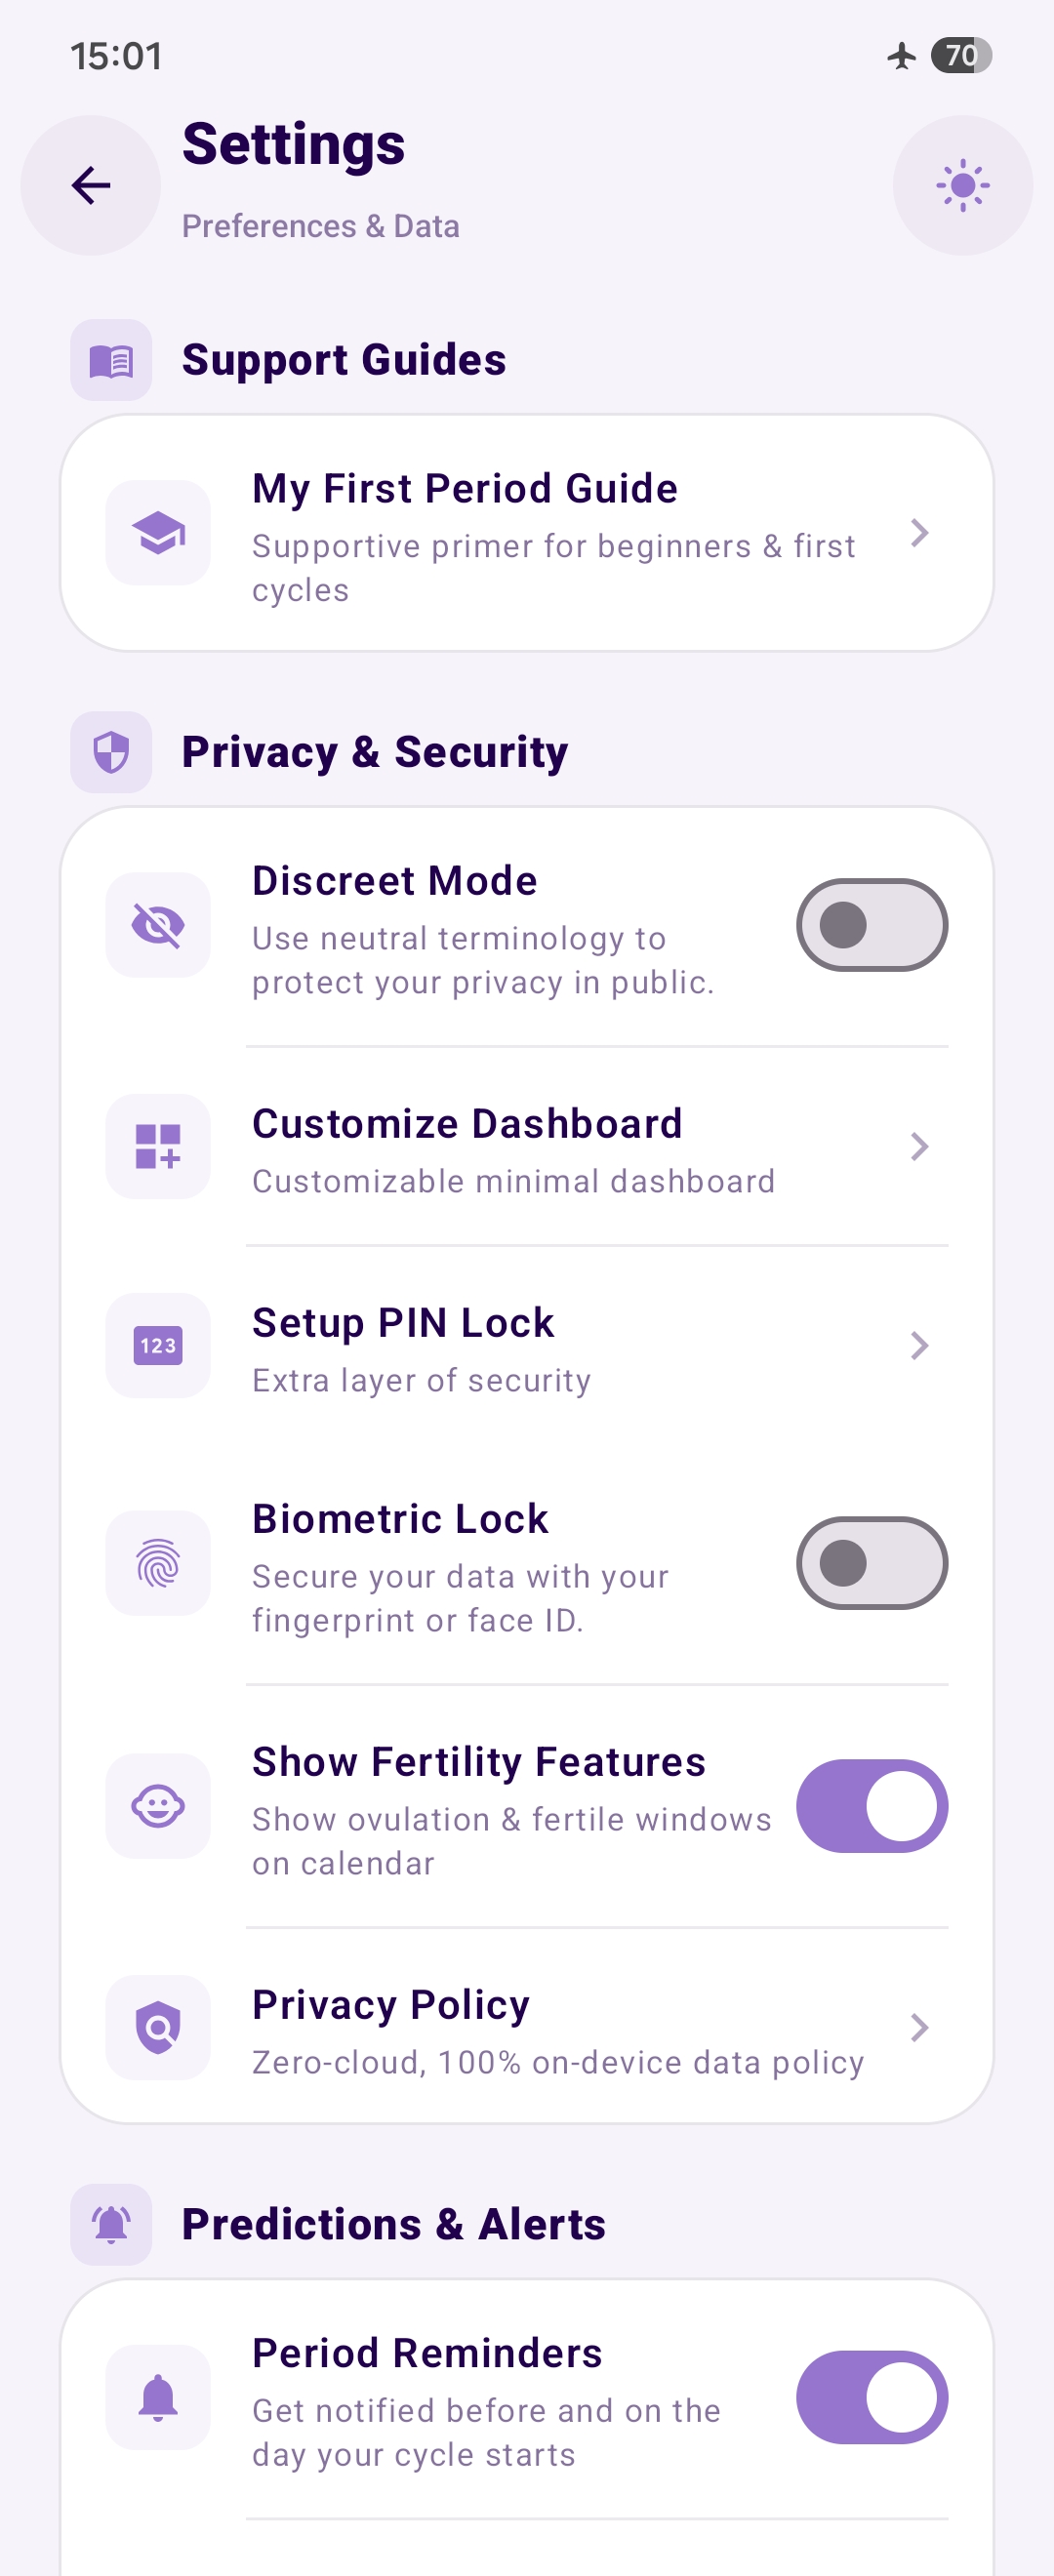 15:01
70
Settings
Preferences & Data
Support Guides
My First Period Guide
Supportive primer for beginners & first
cycles
Privacy & Security
Discreet Mode
Use neutral terminology to
protect your privacy in public.
Customize Dashboard
Customizable minimal dashboard
123
Setup PIN Lock
Extra layer of security
Biometric Lock
Secure your data with your
fingerprint or face ID.
Show Fertility Features
Show ovulation & fertile windows
on calendar
Privacy Policy
Zero-cloud, 100% on-device data policy
Predictions & Alerts
Period Reminders
Get notified before and on the
day your cycle starts